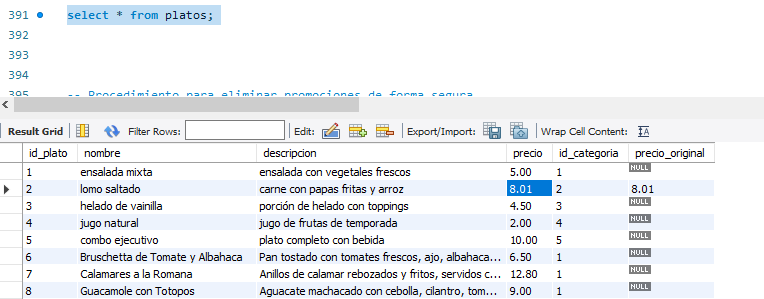 391 select * from platos;
392
393
394
395 -- Procedimiento para eliminar promociones de forma segura
Result Grid Filter Rows: Edit: Export/Import: Wrap Cell Content:
id_plato nombre descripcion precio id_categoria precio_original
1 ensalada mixta ensalada con vegetales frescos 5.00 1 NULL
2 lomo saltado carne con papas fritas y arroz 8.01 2 8.01
3 helado de vainilla porción de helado con toppings 4.50 3 NULL
4 jugo natural jugo de frutas de temporada 2.00 4 NULL
5 combo ejecutivo plato completo con bebida 10.00 5 NULL
6 Bruschetta de Tomate y Albahaca Pan tostado con tomates frescos, ajo, albahaca... 6.50 1 NULL
7 Calamares a la Romana Anillos de calamar rebozados y fritos, servidos c... 12.80 1 NULL
8 Guacamole con Totopos Aguacate machacado con cebolla, cilantro, tom... 9.00 1 NULL